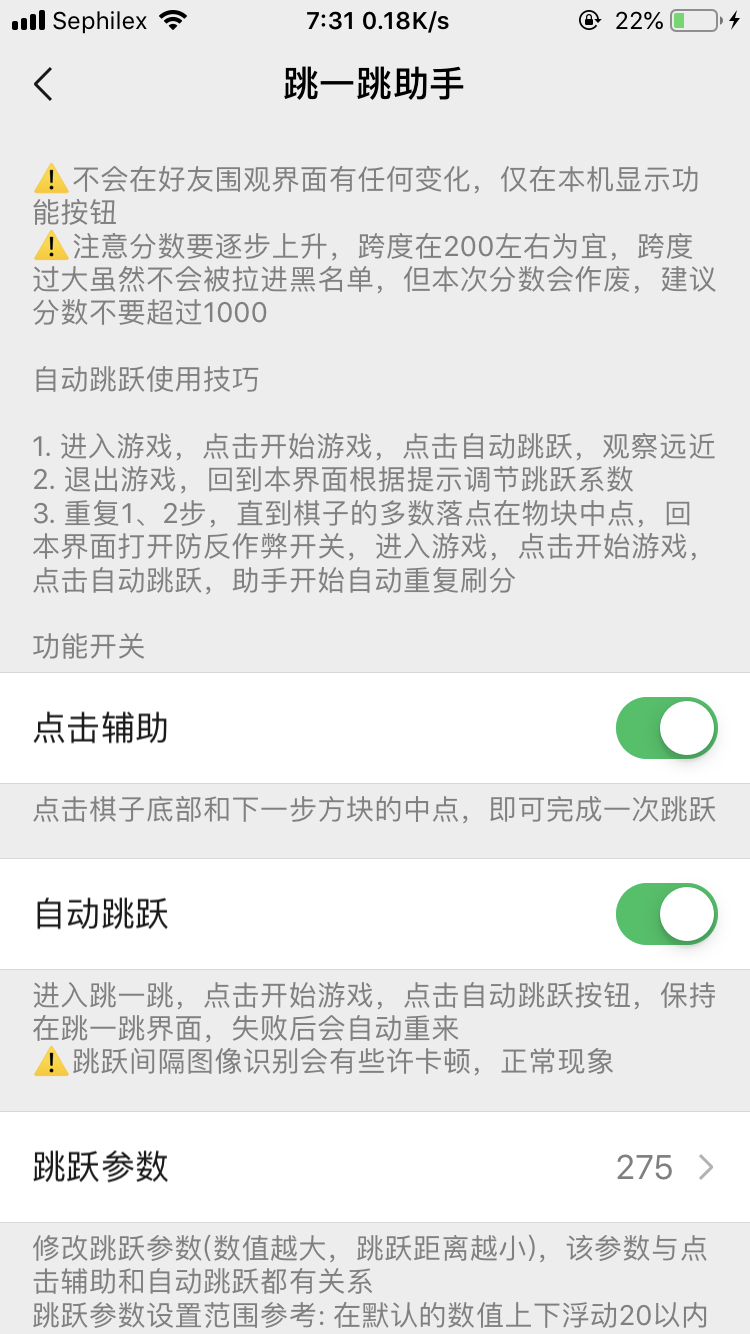 Sephilex 7:31 0.18K/s 22%
跳一跳助手
⚠️不会在好友围观界面有任何变化，仅在本机显示功
能按钮
⚠️注意分数要逐步上升，跨度在200左右为宜，跨度
过大虽然不会被拉进黑名单，但本次分数会作废，建议
分数不要超过1000
自动跳跃使用技巧
1. 进入游戏，点击开始游戏，点击自动跳跃，观察远近
2. 退出游戏，回到本界面根据提示调节跳跃系数
3. 重复1、2步，直到棋子的多数落点在物块中点，回
本界面打开防反作弊开关，进入游戏，点击开始游戏，
点击自动跳跃，助手开始自动重复刷分
功能开关
点击辅助
点击棋子底部和下一步方块的中点，即可完成一次跳跃
自动跳跃
进入跳一跳，点击开始游戏，点击自动跳跃按钮，保持
在跳一跳界面，失败后会自动重来
⚠️跳跃间隔图像识别会有些许卡顿，正常现象
跳跃参数 275
修改跳跃参数(数值越大，跳跃距离越小)，该参数与点
击辅助和自动跳跃都有关系
跳跃参数设置范围参考: 在默认的数值上下浮动20以内